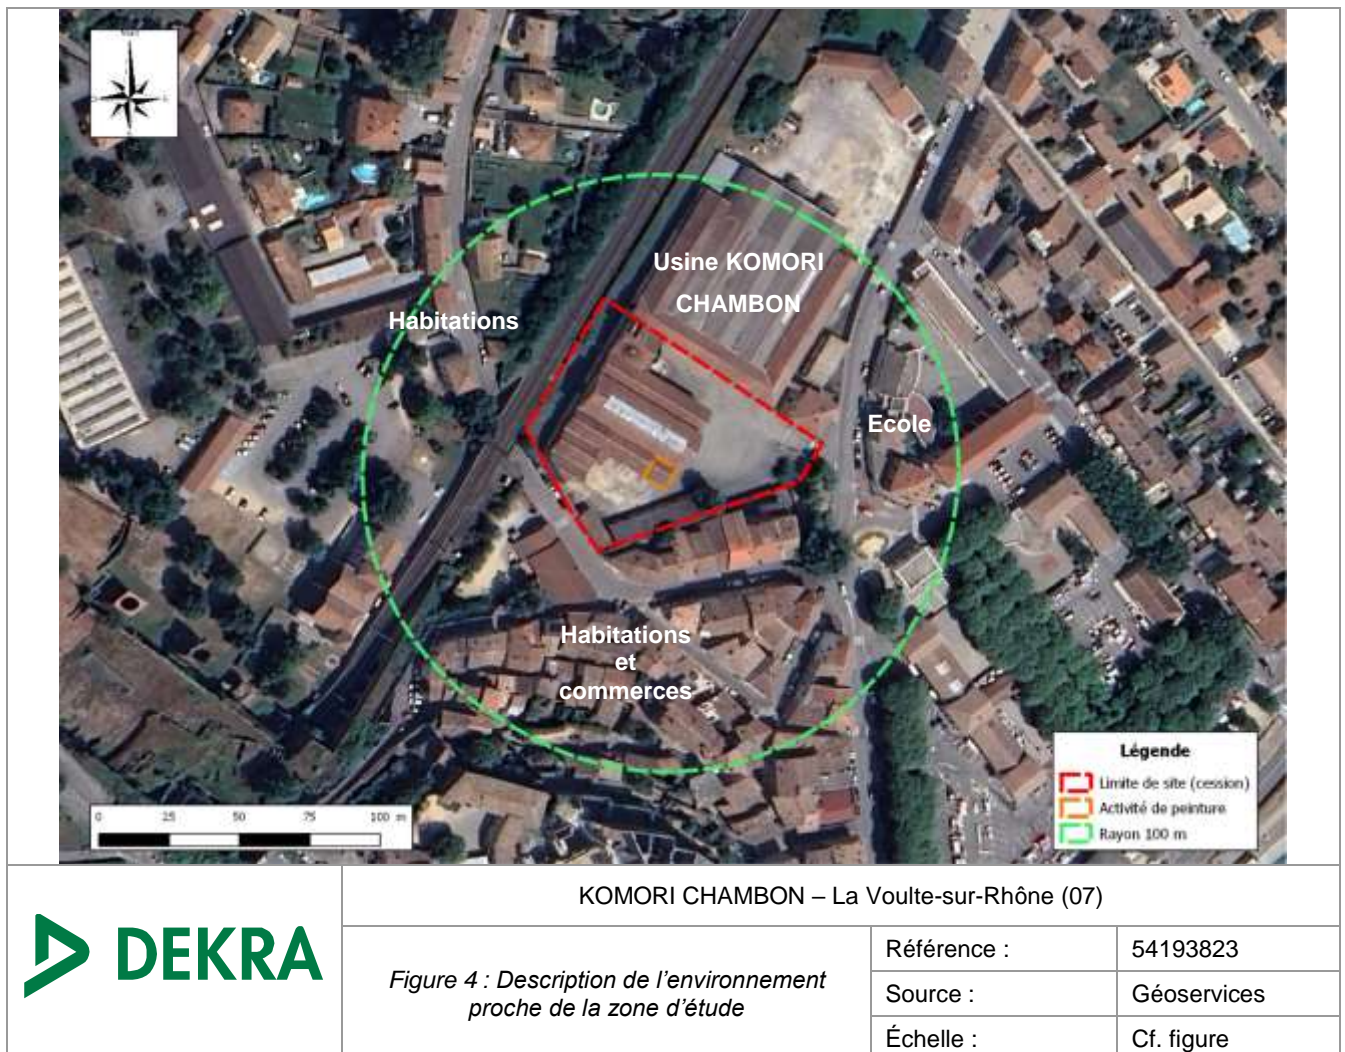 Usine KOMORI
CHAMBON
Habitations
Ecole
Habitations
et
commerces
Légende
Limite de site (cession)
Activité de peinture
Rayon 100 m
0 25 50 75 100 m
DEKRA
KOMORI CHAMBON – La Voulte-sur-Rhône (07)
Figure 4 : Description de l'environnement
proche de la zone d'étude
Référence : 54193823
Source : Géoservices
Échelle : Cf. figure